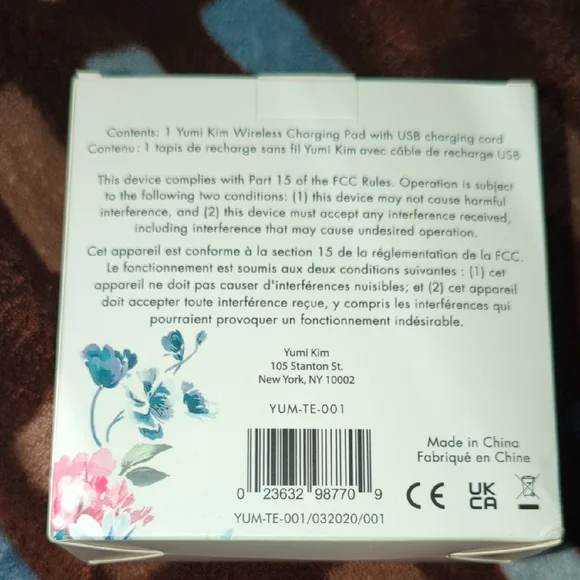 Contents: 1 Yumi Kim Wireless Charging Pad with USB charging cord
Contenu: 1 tapis de recharge sans fil Yumi Kim avec câble de recharge USB
This device complies with Part 15 of the FCC Rules. Operation is subject
to the following two conditions: (1) this device may not cause harmful
interference, and (2) this device must accept any interference received,
including interference that may cause undesired operation.
Cet appareil est conforme à la section 15 de la réglementation de la FCC.
Le fonctionnement est soumis aux deux conditions suivantes : (1) cet
appareil ne doit pas causer d'interférences nuisibles; et (2) cet appareil
doit accepter toute interférence reçue, y compris les interférences qui
pourraient provoquer un fonctionnement indésirable.
Yumi Kim
105 Stanton St.
New York, NY 10002
YUM-TE-001
Made in China
Fabriqué en Chine
0 23632 98770 9
CE UK CA
YUM-TE-001/032020/001